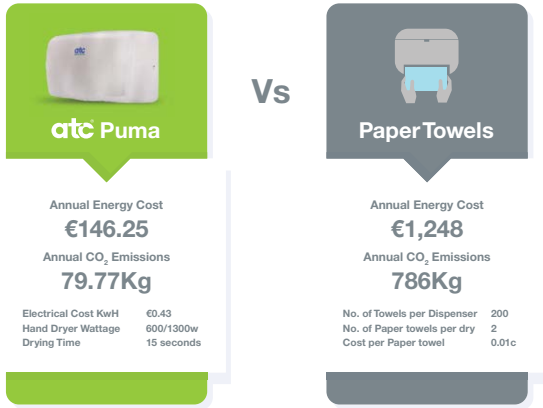 atc
atc Puma
Annual Energy Cost
€146.25
Annual CO2 Emissions
79.77Kg
Electrical Cost KwH €0.43
Hand Dryer Wattage 600/1300w
Drying Time 15 seconds
Vs
Paper Towels
Annual Energy Cost
€1,248
Annual CO2 Emissions
786Kg
No. of Towels per Dispenser 200
No. of Paper towels per dry 2
Cost per Paper towel 0.01c